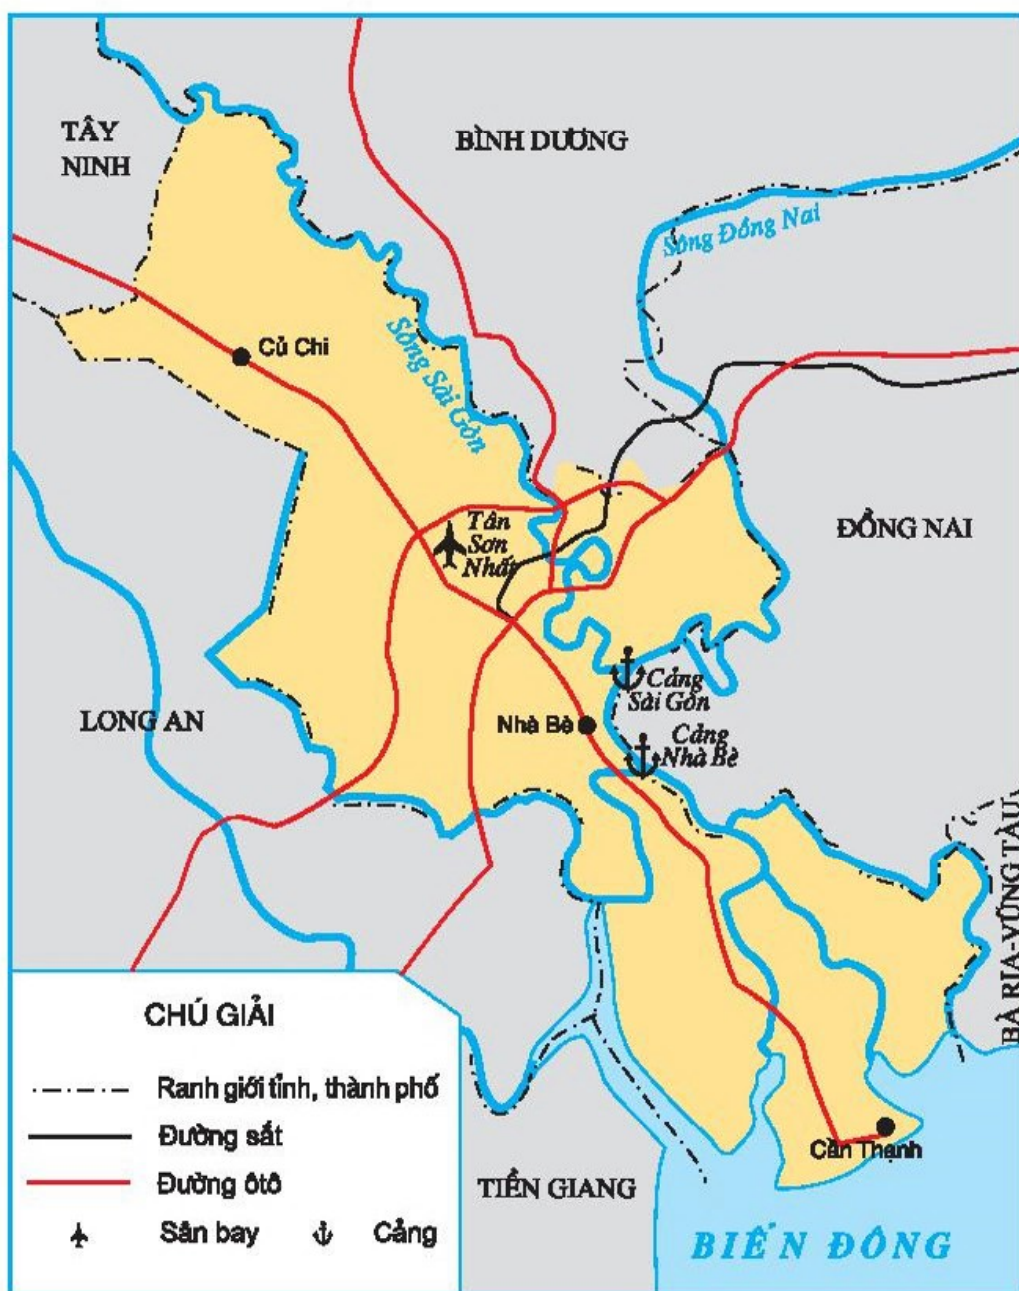 TÂY
NINH
BÌNH DƯƠNG
Sông Đồng Nai
Củ Chi
Sông Sài Gòn
Tân
Sơn
Nhất
ĐỒNG NAI
Cảng
Sài Gòn
LONG AN
Nhà Bè
Cảng
Nhà Bè
BÀ RỊA-VŨNG TÀU
CHÚ GIẢI
Ranh giới tỉnh, thành phố
Đường sắt
Đường ôtô
Sân bay
Cảng
Cần Thạnh
TIỀN GIANG
BIỂN ĐÔNG